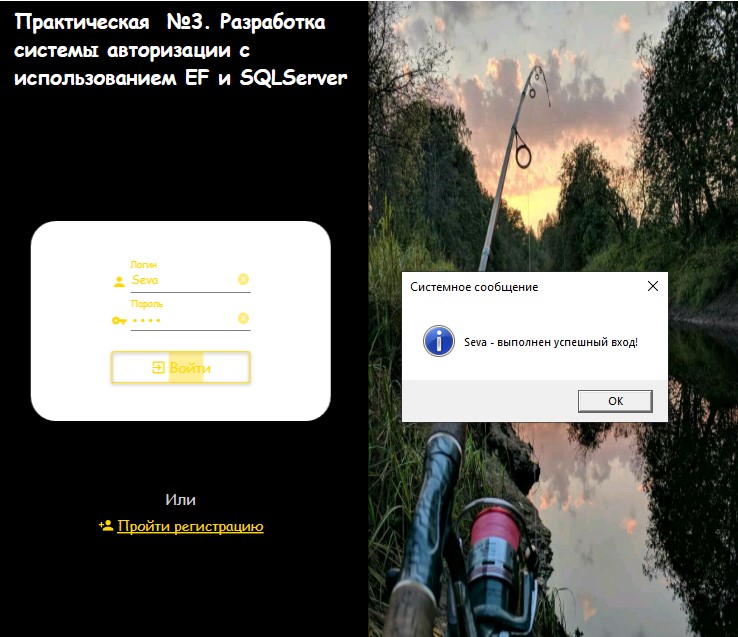 Практическая №3. Разработка
системы авторизации с
использованием EF и SQLServer
Логин
Seva
Пароль
Войти
Или
Пройти регистрацию
Системное сообщение
Seva - выполнен успешный вход!
OK